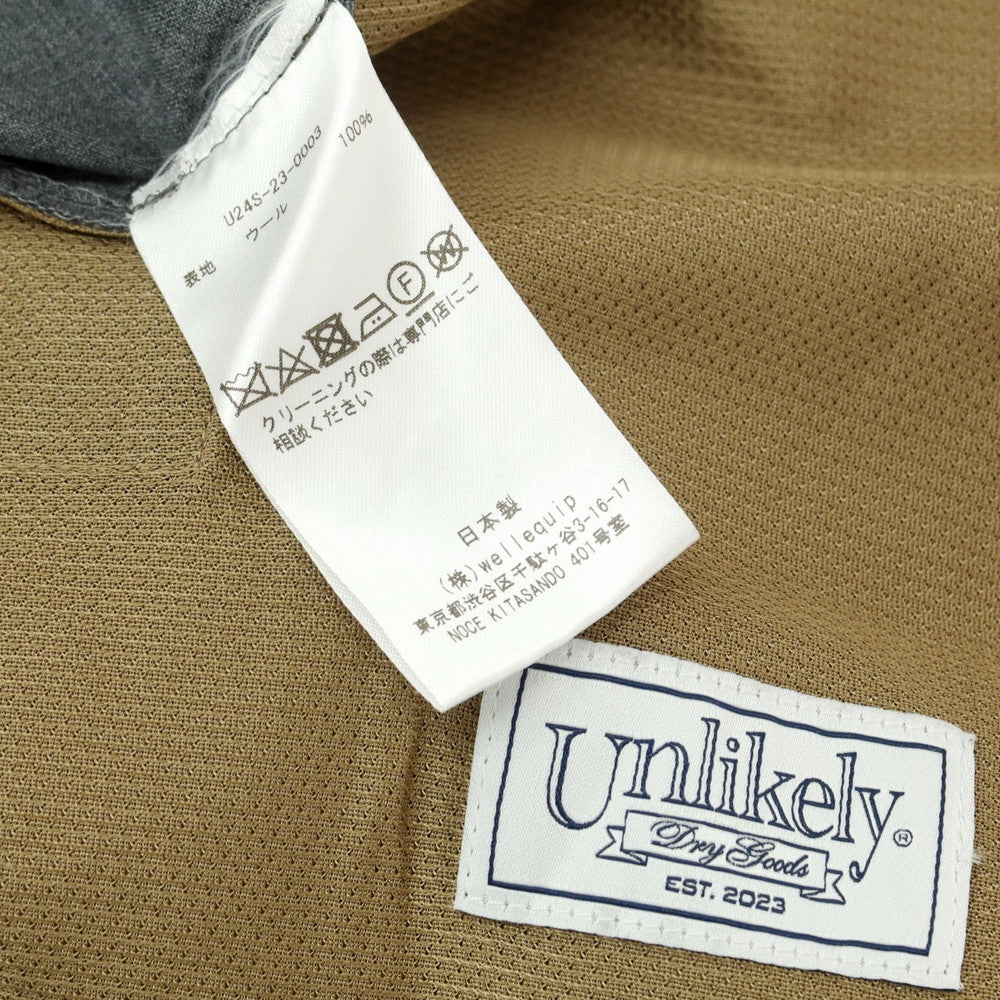 U24S-23-0003
表地 ウール 100%
F W
クリーニングの際は専門店にご
相談ください
日本製
(株)wellequip
東京都渋谷区千駄ケ谷3-16-17
NOCE KITASANDO 401号室
Unlikely®
Dry Goods
EST. 2023